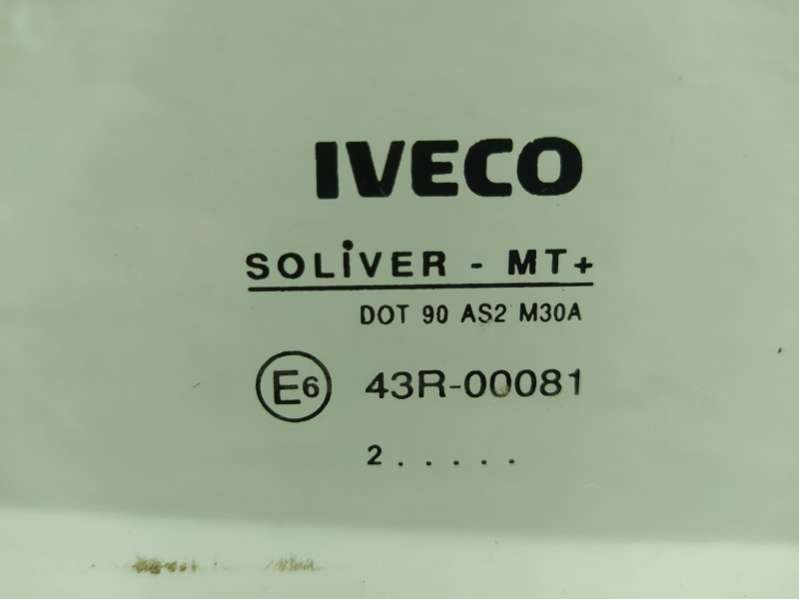 IVECO
SOLiVER - MT+
DOT 90 AS2 M30A
E6 43R-00081
2 . . . . .